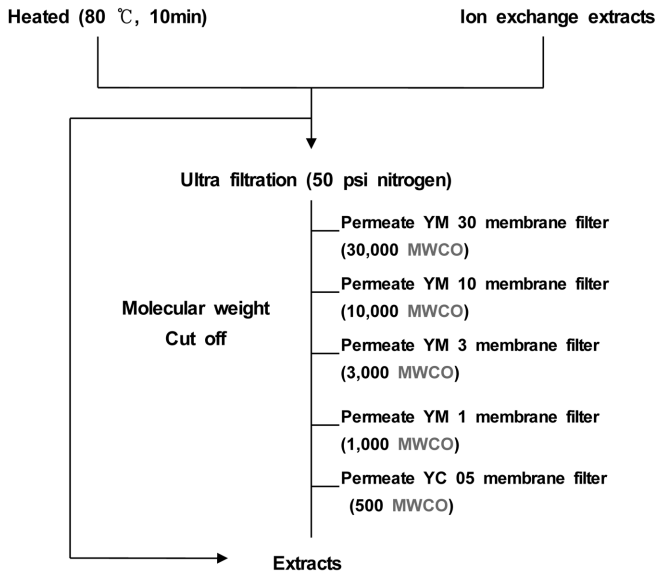 Heated (80 ℃, 10min)
Ion exchange extracts
Ultra filtration (50 psi nitrogen)
Permeate YM 30 membrane filter
(30,000 MWCO)
Permeate YM 10 membrane filter
(10,000 MWCO)
Molecular weight
Cut off
Permeate YM 3 membrane filter
(3,000 MWCO)
Permeate YM 1 membrane filter
(1,000 MWCO)
Permeate YC 05 membrane filter
(500 MWCO)
Extracts